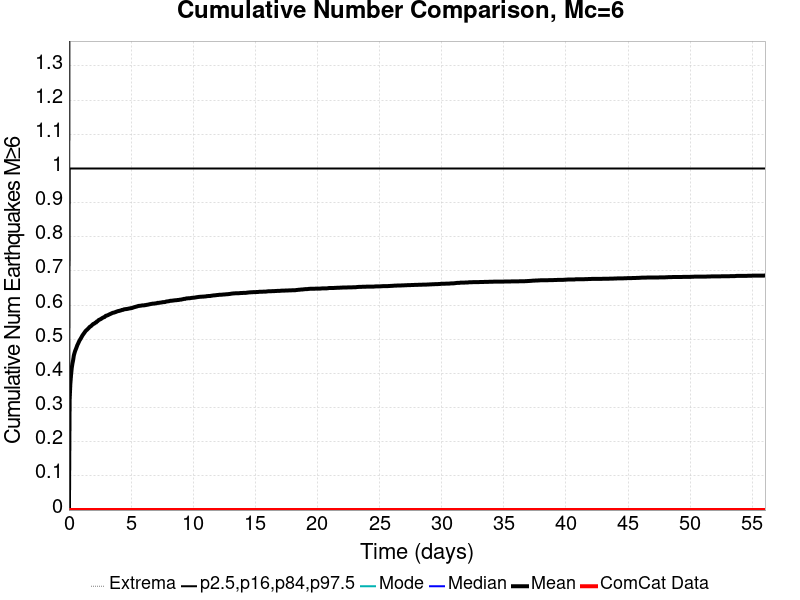 Cumulative Number Comparison, Mc=6
Cumulative Num Earthquakes M≥6
1.3
1.2
1.1
1
0.9
0.8
0.7
0.6
0.5
0.4
0.3
0.2
0.1
0
0 5 10 15 20 25 30 35 40 45 50 55
Time (days)
Extrema p2.5,p16,p84,p97.5 Mode Median Mean ComCat Data